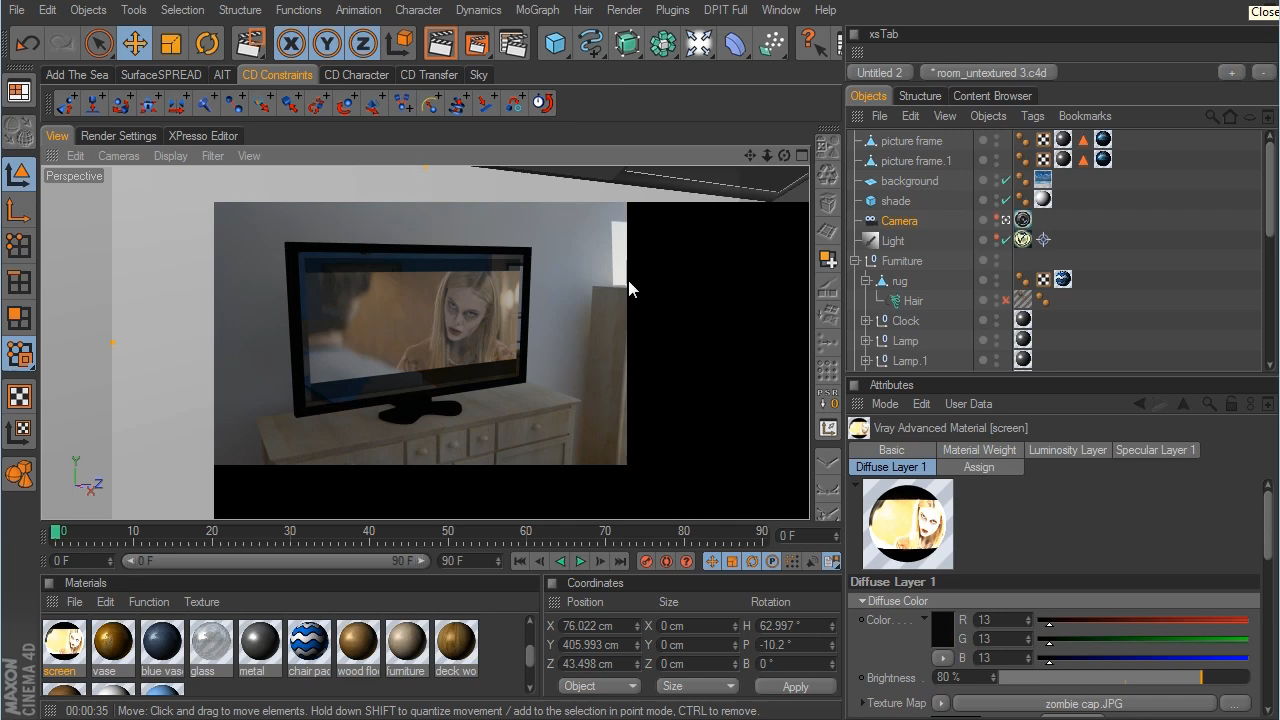 File Edit Objects Tools Selection Structure Functions Animation Character Dynamics MoGraph Hair Render Plugins DPIT Full Window Help
Close
xsTab
Add The Sea SurfaceSPREAD AIT CD Constraints CD Character CD Transfer Sky
Untitled 2 * room_untextured 3.c4d + -
Objects Structure Content Browser
File Edit View Objects Tags Bookmarks
View Render Settings XPresso Editor
Edit Cameras Display Filter View
Perspective
picture frame
picture frame.1
background
shade
Camera
Light
Furniture
rug
Hair
Clock
Lamp
Lamp.1
Attributes
Mode Edit User Data
Vray Advanced Material [screen]
Basic Material Weight Luminosity Layer Specular Layer 1
Diffuse Layer 1 Assign
Y
X Z
PSR
0
0 10 20 30 40 50 60 70 80 90 0 F
0 F 0 F 90 F 90 F
Diffuse Layer 1
Diffuse Color
Color. . . . R 13
G 13
B 13
Brightness . 80 %
Texture Map zombie cap.JPG ...
Materials
File Edit Function Texture
screen vase blue vas glass metal chair pac wood floo furniture deck wo
Coordinates
Position Size Rotation
X 76.022 cm X 0 cm H 62.997 °
Y 405.993 cm Y 0 cm P -10.2 °
Z 43.498 cm Z 0 cm B 0 °
Object Size Apply
MAXON
CINEMA 4D
00:00:35 Move: Click and drag to move elements. Hold down SHIFT to quantize movement / add to the selection in point mode, CTRL to remove.